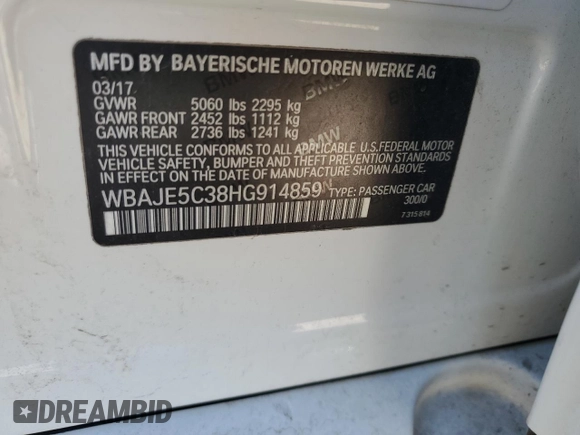 MFD BY BAYERISCHE MOTOREN WERKE AG
03/17
GVWR 5060 lbs 2295 kg
GAWR FRONT 2452 lbs 1112 kg
GAWR REAR 2736 lbs 1241 kg
THIS VEHICLE CONFORMS TO ALL APPLICABLE U.S.FEDERAL MOTOR
VEHICLE SAFETY, BUMPER AND THEFT PREVENTION STANDARDS
IN EFFECT ON THE DATE OF MANUFACTURE SHOWN ABOVE.
WBAJE5C38HG914859 TYPE: PASSENGER CAR
300/0
7 315 814
DREAMBID